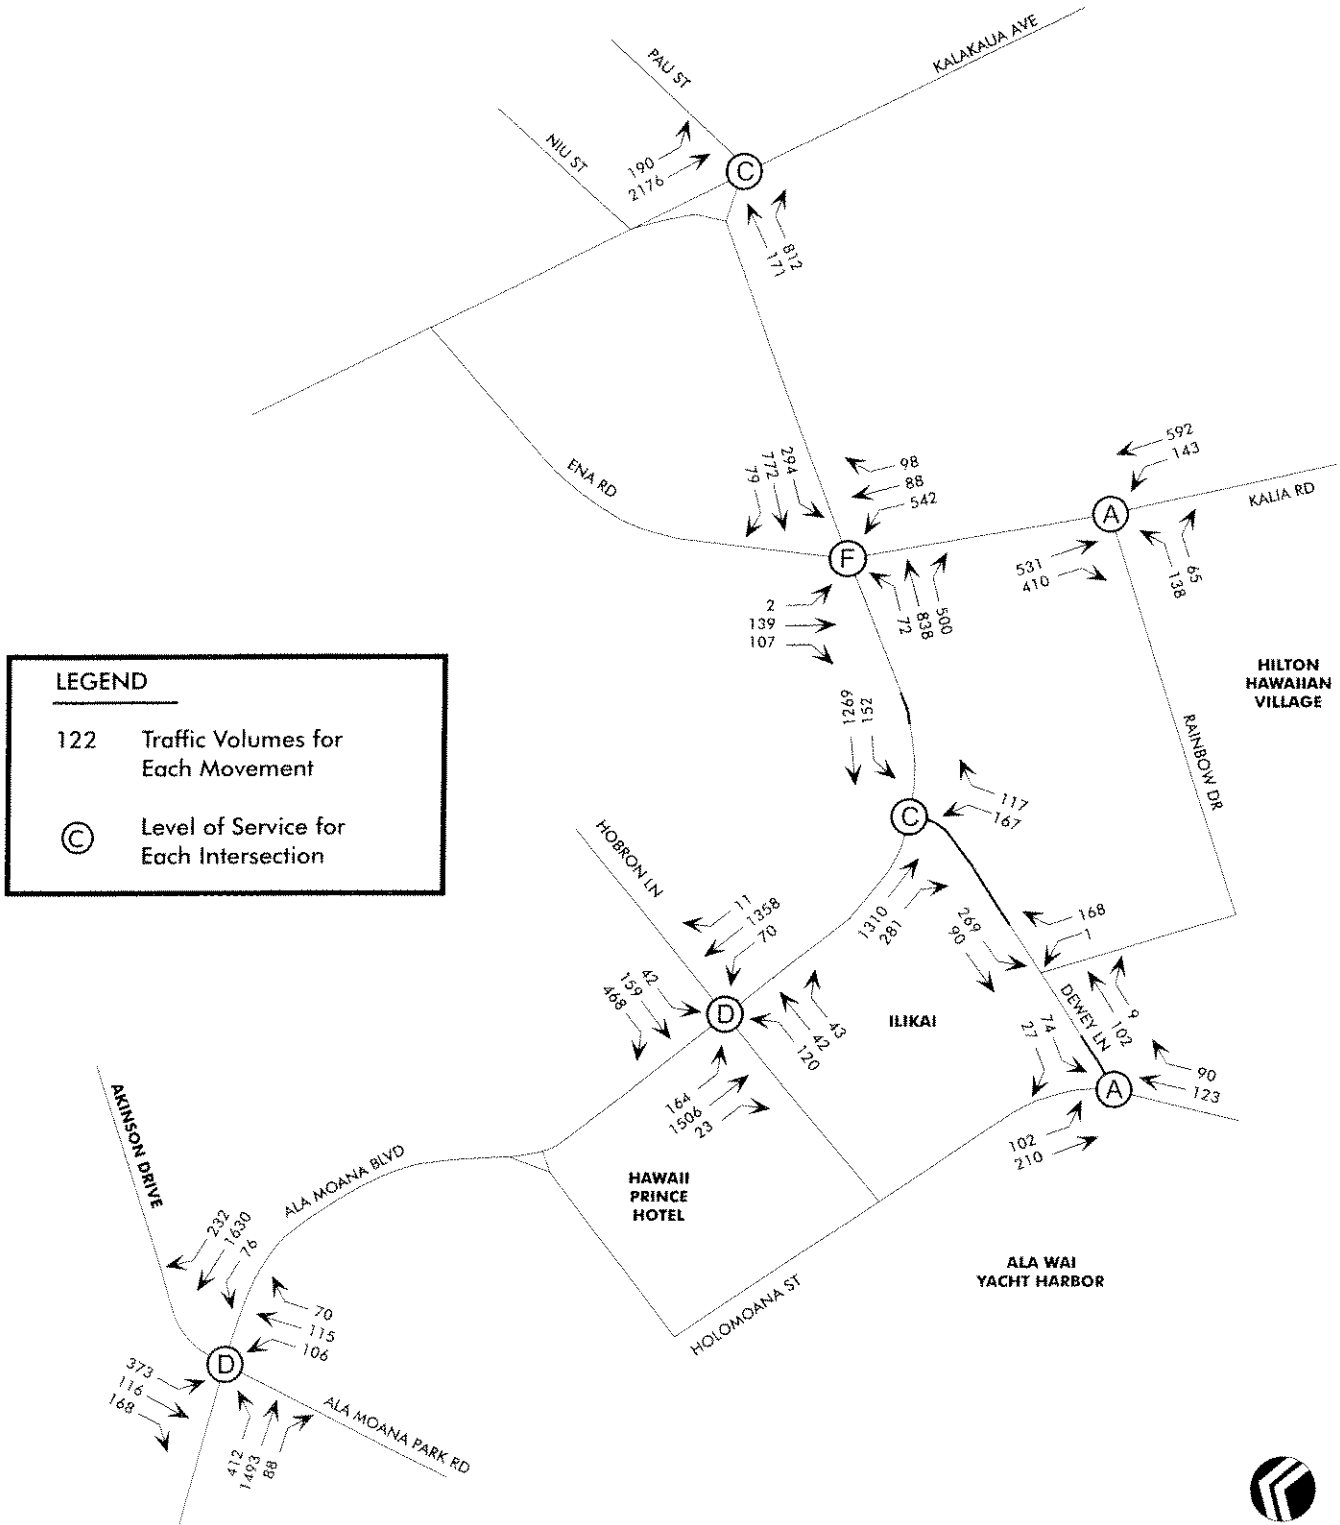 PAU ST
KALAKAUA AVE
NIU ST
190
2176
C
812
171
ENA RD
79
772
294
98
88
542
592
143
KALIA RD
A
F
531
410
138
65
2
139
107
72
838
500
HILTON
HAWAIIAN
VILLAGE
LEGEND
122 Traffic Volumes for
Each Movement
C Level of Service for
Each Intersection
1269
152
RAINBOW DR
117
167
C
HOBRON LN
11
1358
70
1310
281
269
90
168
1
42
159
468
D
43
42
120
ILIKAI
DEWEY LN
9
102
74
27
90
123
A
164
1506
23
102
210
AKINSON DRIVE
ALA MOANA BLVD
HAWAII
PRINCE
HOTEL
232
1630
76
ALA WAI
YACHT HARBOR
HOLOMOANA ST
70
115
106
D
373
116
168
412
1493
88
ALA MOANA PARK RD